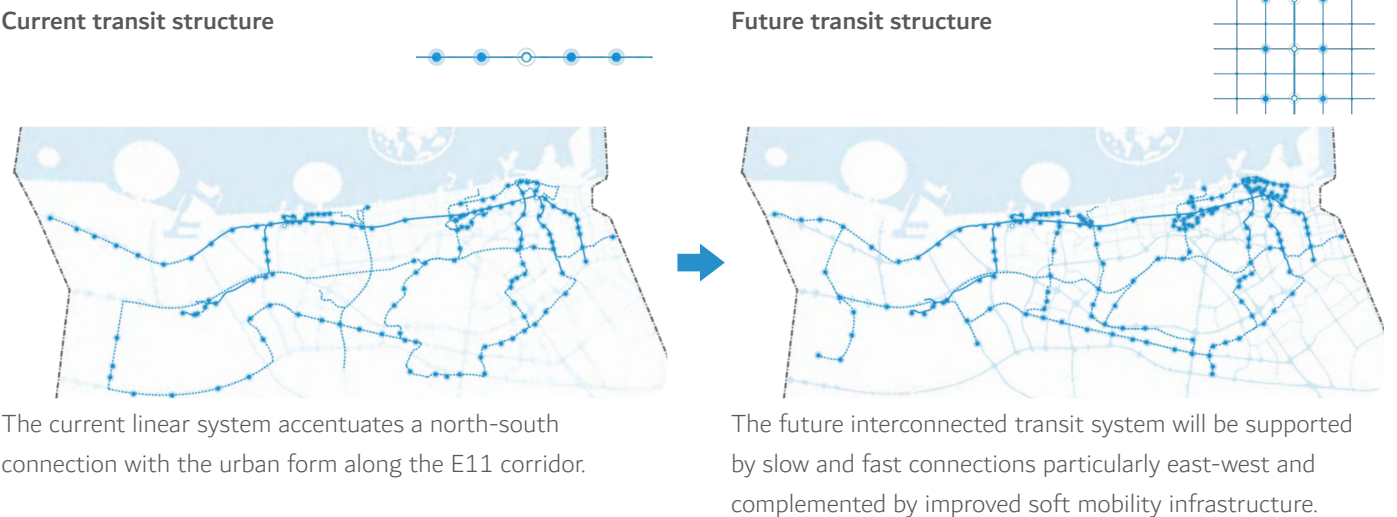 Current transit structure
The current linear system accentuates a north-south
connection with the urban form along the E11 corridor.
Future transit structure
The future interconnected transit system will be supported
by slow and fast connections particularly east-west and
complemented by improved soft mobility infrastructure.